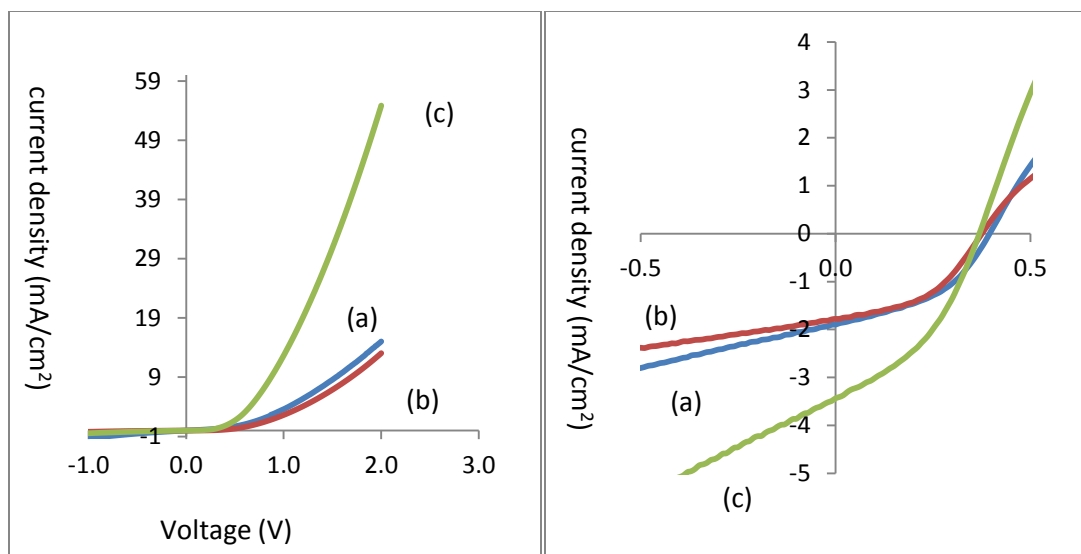 current density (mA/cm²)
59
49
39
29
19
9
-1
-1.0
0.0
1.0
2.0
3.0
Voltage (V)
(c)
(a)
(b)
current density (mA/cm²)
4
3
2
1
0
-1
-2
-3
-4
-5
-0.5
0.0
0.5
(b)
(a)
(c)